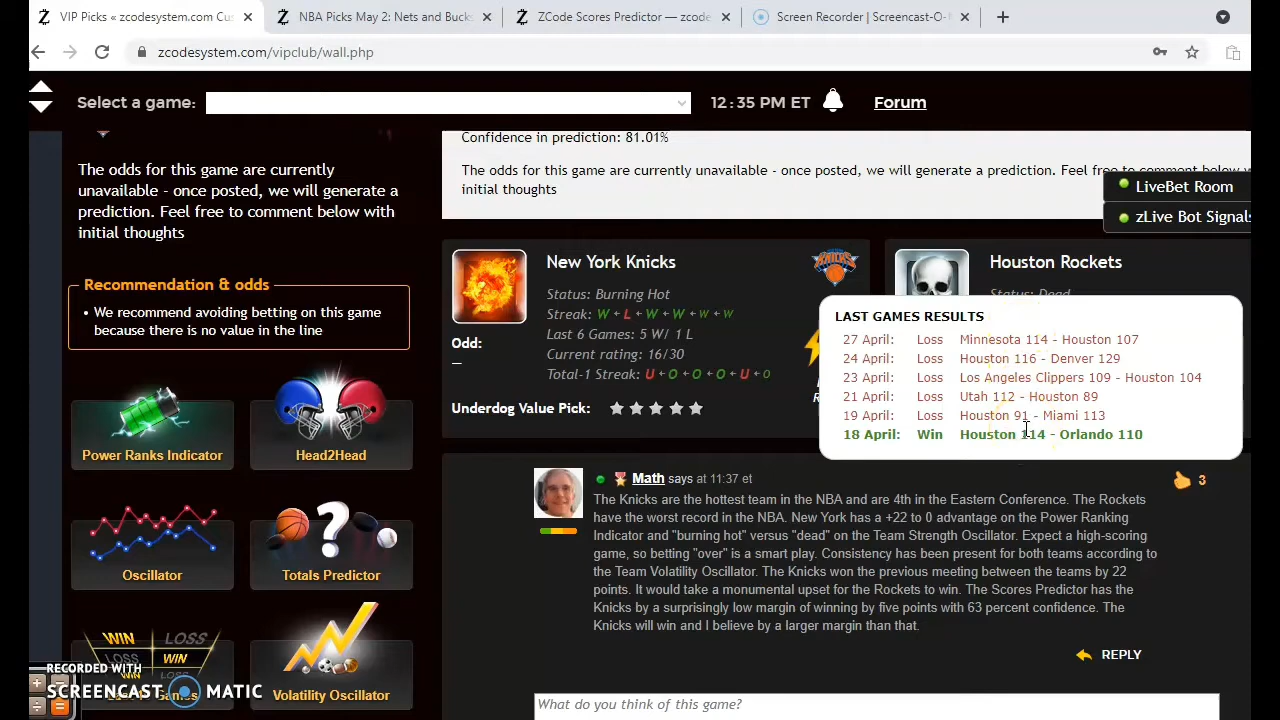 VIP Picks « zcodesystem.com Cus
NBA Picks May 2: Nets and Bucks
ZCode Scores Predictor — zcode
Screen Recorder | Screencast-O-
zcodesystem.com/vipclub/wall.php
Select a game:
12:35 PM ET
Forum
The odds for this game are currently
unavailable - once posted, we will generate a
prediction. Feel free to comment below with
initial thoughts
Recommendation & odds
• We recommend avoiding betting on this game
because there is no value in the line
Power Ranks Indicator
Head2Head
Oscillator
Totals Predictor
WIN LOSS
LOSS WIN
Volatility Oscillator
RECORDED WITH
SCREENCAST MATIC
Confidence in prediction: 81.01%
The odds for this game are currently unavailable - once posted, we will generate a prediction. Feel free to comment below
initial thoughts
LiveBet Room
zLive Bot Signals
New York Knicks
KNICKS
Status: Burning Hot
Streak: W L W W W W
Last 6 Games: 5 W/ 1 L
Odd:
—
Current rating: 16/30
Total-1 Streak: U O O O U O
Underdog Value Pick:
Houston Rockets
Status: Dead
LAST GAMES RESULTS
27 April: Loss Minnesota 114 - Houston 107
24 April: Loss Houston 116 - Denver 129
23 April: Loss Los Angeles Clippers 109 - Houston 104
21 April: Loss Utah 112 - Houston 89
19 April: Loss Houston 91 - Miami 113
18 April: Win Houston 114 - Orlando 110
Math says at 11:37 et
3
The Knicks are the hottest team in the NBA and are 4th in the Eastern Conference. The Rockets
have the worst record in the NBA. New York has a +22 to 0 advantage on the Power Ranking
Indicator and "burning hot" versus "dead" on the Team Strength Oscillator. Expect a high-scoring
game, so betting "over" is a smart play. Consistency has been present for both teams according to
the Team Volatility Oscillator. The Knicks won the previous meeting between the teams by 22
points. It would take a monumental upset for the Rockets to win. The Scores Predictor has the
Knicks by a surprisingly low margin of winning by five points with 63 percent confidence. The
Knicks will win and I believe by a larger margin than that.
REPLY
What do you think of this game?